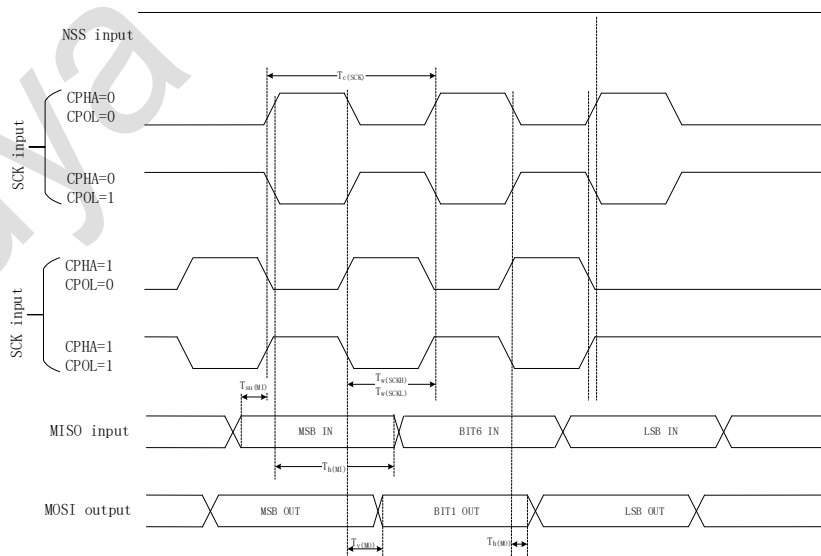 NSS input
Tc(SCK)
SCK input
CPHA=0
CPOL=0
CPHA=0
CPOL=1
SCK input
CPHA=1
CPOL=0
CPHA=1
CPOL=1
Tsu(MI)
Tw(SCKH)
Tw(SCKL)
MISO input
MSB IN
BIT6 IN
LSB IN
Th(MI)
MOSI output
MSB OUT
BIT1 OUT
LSB OUT
Tv(MO)
Th(MO)